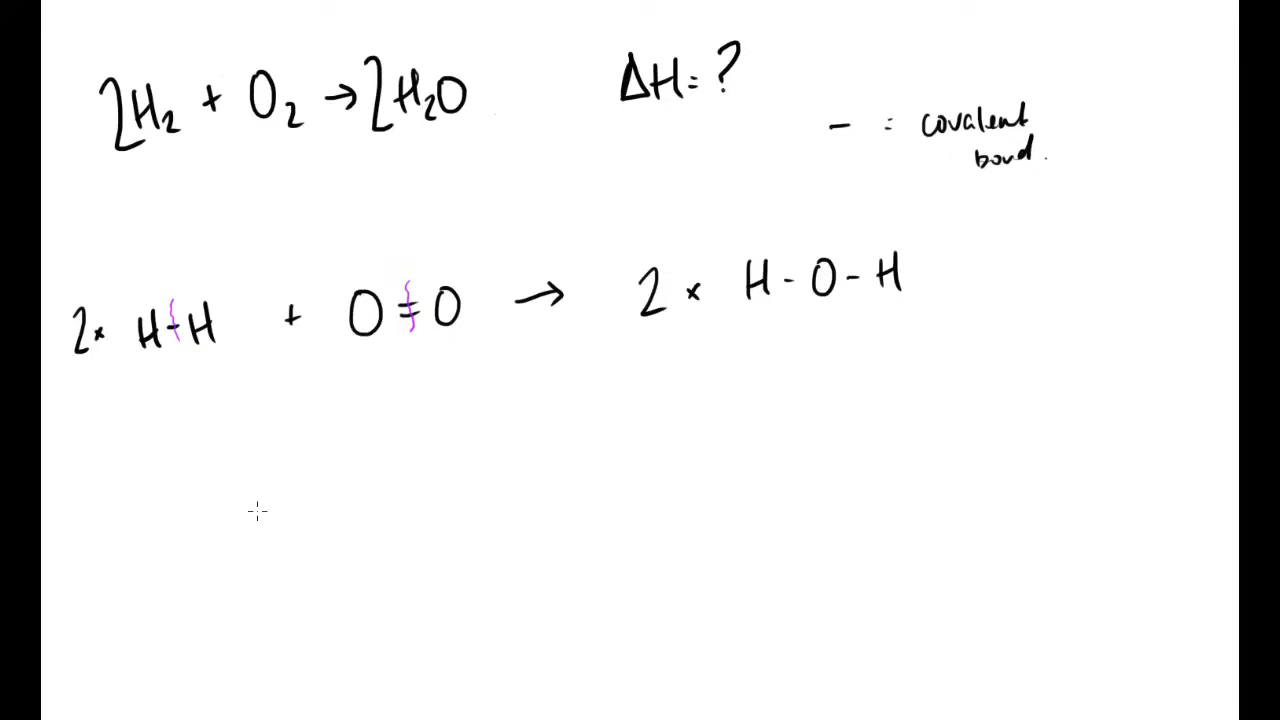 2H₂ + O₂ → 2H₂O
ΔH = ?
– = covalent
bond.
2 × H-H + O=O → 2 × H-O-H